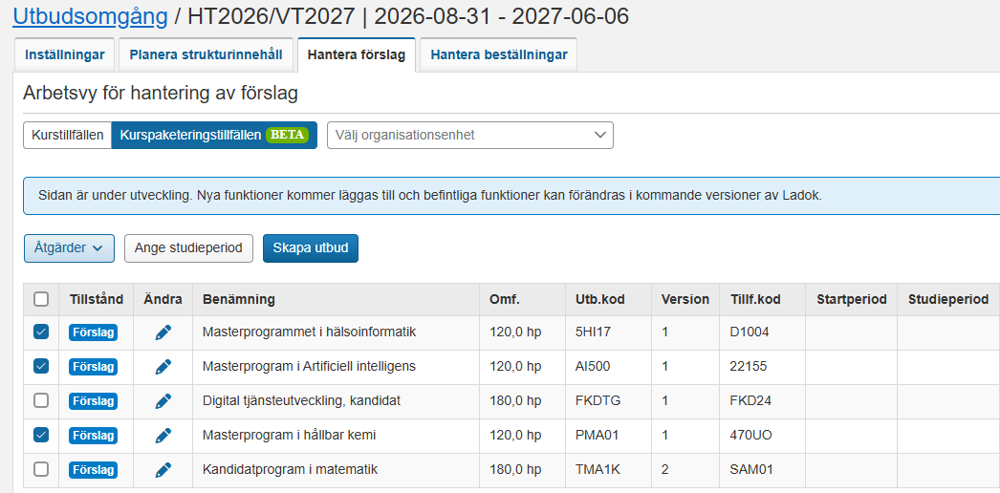 Utbudsomgång / HT2026/VT2027 | 2026-08-31 - 2027-06-06
Inställningar Planera strukturinnehåll Hantera förslag Hantera beställningar
Arbetsvy för hantering av förslag
Kurstillfällen Kurspaketeringstillfällen BETA Välj organisationsenhet
Sidan är under utveckling. Nya funktioner kommer läggas till och befintliga funktioner kan förändras i kommande versioner av Ladok.
Åtgärder Ange studieperiod Skapa utbud
Tillstånd Ändra Benämning Omf. Utb.kod Version Tillf.kod Startperiod Studieperiod
Förslag Masterprogrammet i hälsoinformatik 120,0 hp 5HI17 1 D1004
Förslag Masterprogram i Artificiell intelligens 120,0 hp AI500 1 22155
Förslag Digital tjänsteutveckling, kandidat 180,0 hp FKDTG 1 FKD24
Förslag Masterprogram i hållbar kemi 120,0 hp PMA01 1 470UO
Förslag Kandidatprogram i matematik 180,0 hp TMA1K 2 SAM01